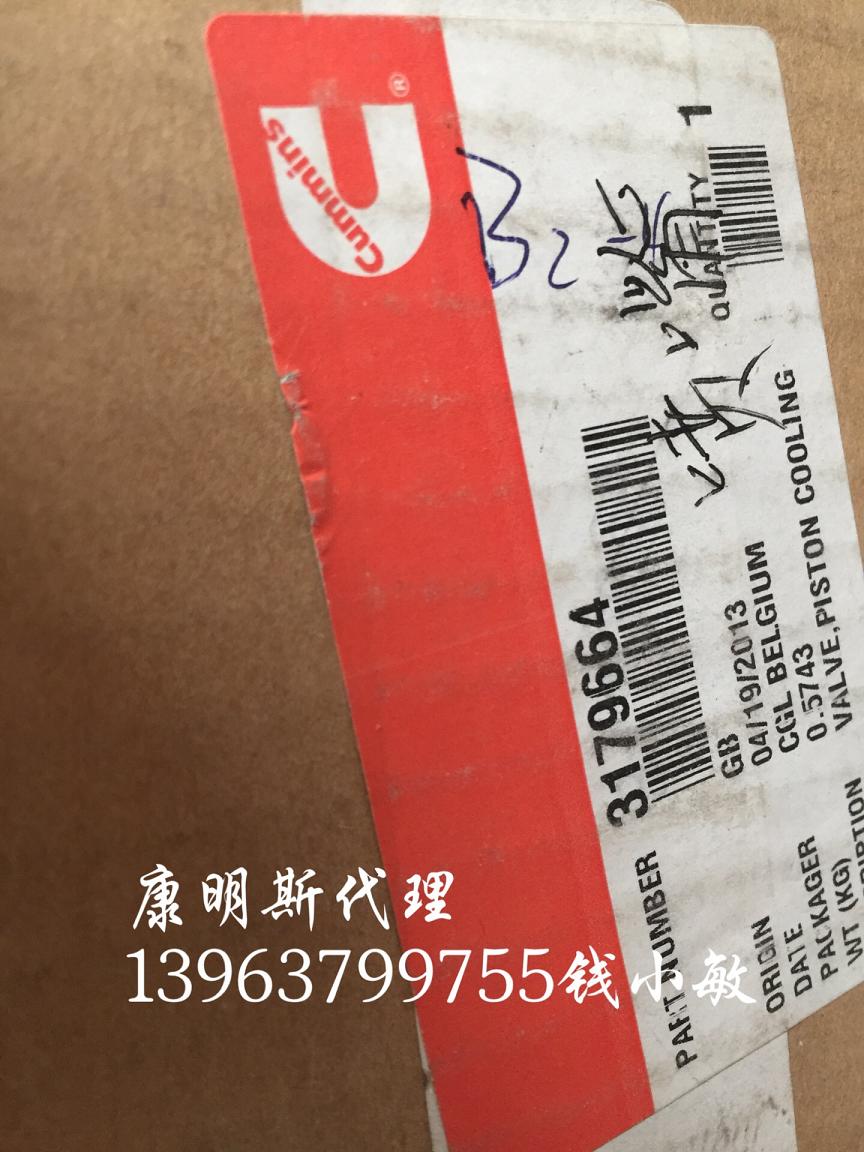 Cummins
®
B2
PART NUMBER 3179664
QUANTITY 1
ORIGIN GB
DATE 04/19/2013
PACKAGER CGL BELGIUM
WT (KG) 0.5743
VALVE,PISTON COOLING
康明斯代理
13963799755钱小敏